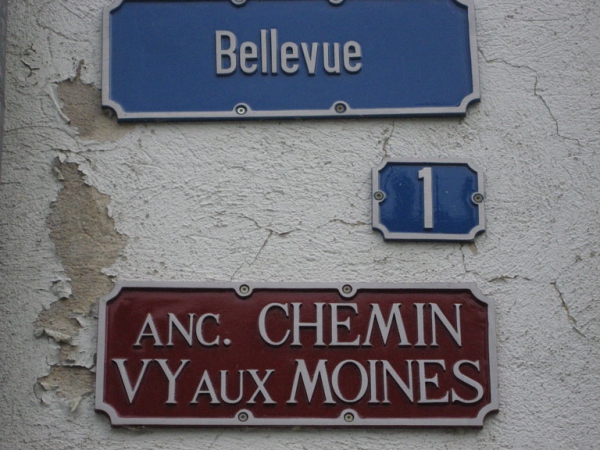 Bellevue
1
ANC. CHEMIN
VY AUX MOINES